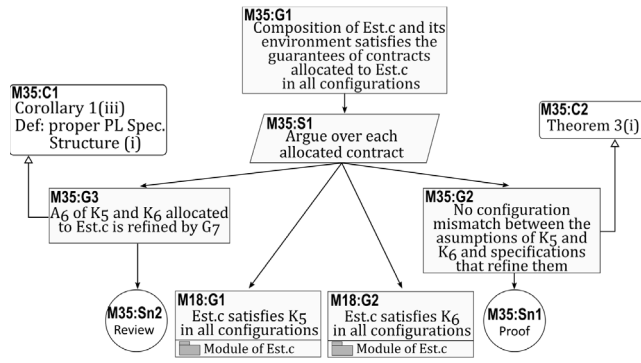 M35:G1
Composition of Est.c and its
environment satisfies the
guarantees of contracts
allocated to Est.c
in all configurations
M35:C1
Corollary 1(iii)
Def: proper PL Spec.
Structure (i)
M35:S1
Argue over each
allocated contract
M35:C2
Theorem 3(i)
M35:G3
A6 of K5 and K6 allocated
to Est.c is refined by G7
M35:G2
No configuration
mismatch between the
asumptions of K5 and
K6 and specifications
that refine them
M35:Sn2
Review
M18:G1
Est.c satisfies K5
in all configurations
Module of Est.c
M18:G2
Est.c satisfies K6
in all configurations
Module of Est.c
M35:Sn1
Proof